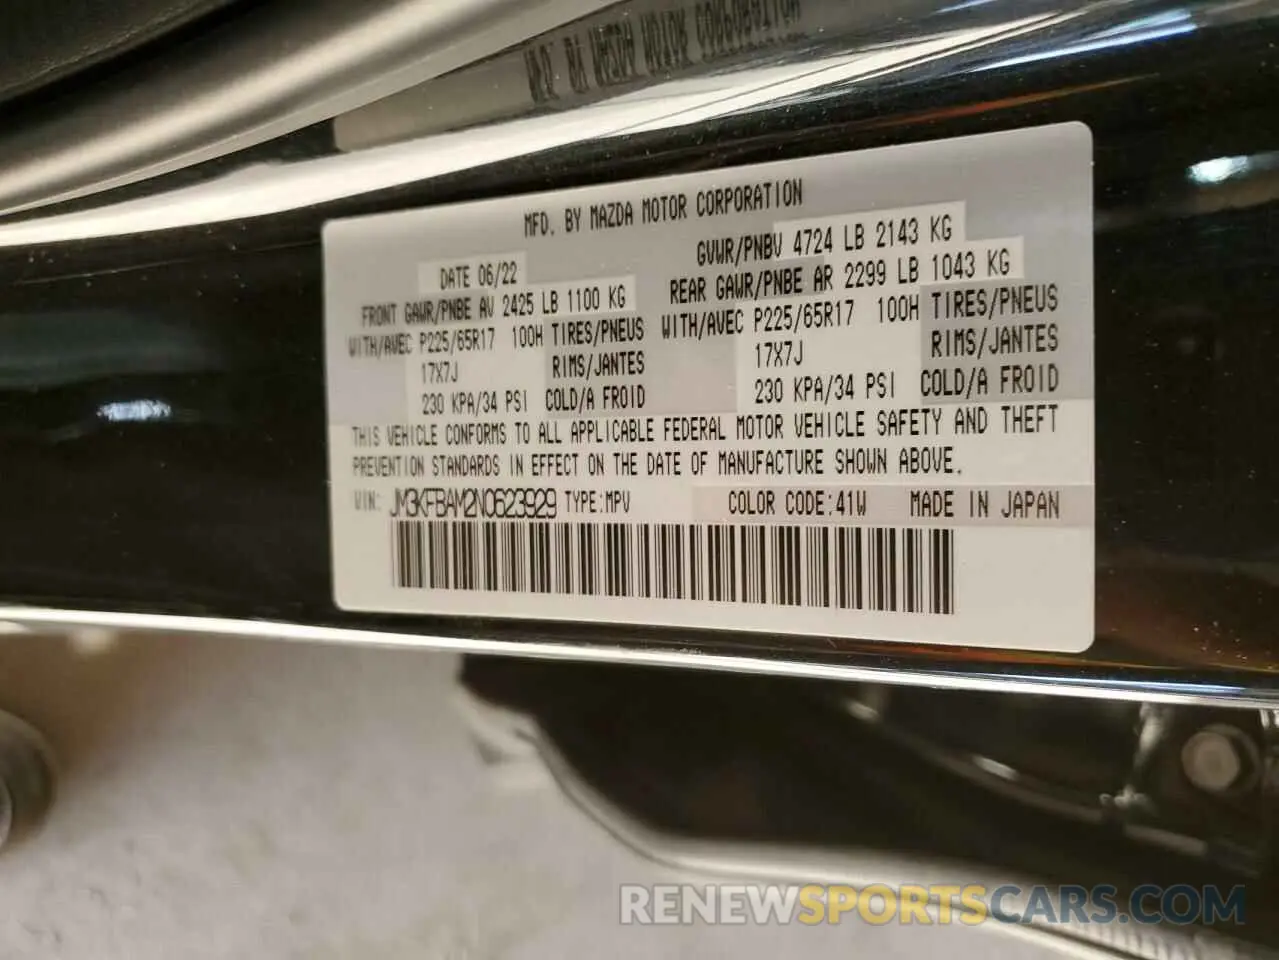 MFD. BY MAZDA MOTOR CORPORATION
DATE 06/22 GVWR/PNBV 4724 LB 2143 KG
FRONT GAWR/PNBE AV 2425 LB 1100 KG REAR GAWR/PNBE AR 2299 LB 1043 KG
WITH/AVEC P225/65R17 100H TIRES/PNEUS WITH/AVEC P225/65R17 100H TIRES/PNEUS
17X7J RIMS/JANTES 17X7J RIMS/JANTES
230 KPA/34 PSI COLD/A FROID 230 KPA/34 PSI COLD/A FROID
THIS VEHICLE CONFORMS TO ALL APPLICABLE FEDERAL MOTOR VEHICLE SAFETY AND THEFT
PREVENTION STANDARDS IN EFFECT ON THE DATE OF MANUFACTURE SHOWN ABOVE.
VIN: JM3KFBAM2N0623929 TYPE:MPV COLOR CODE:41W MADE IN JAPAN
RENEWSPORTSCARS.COM